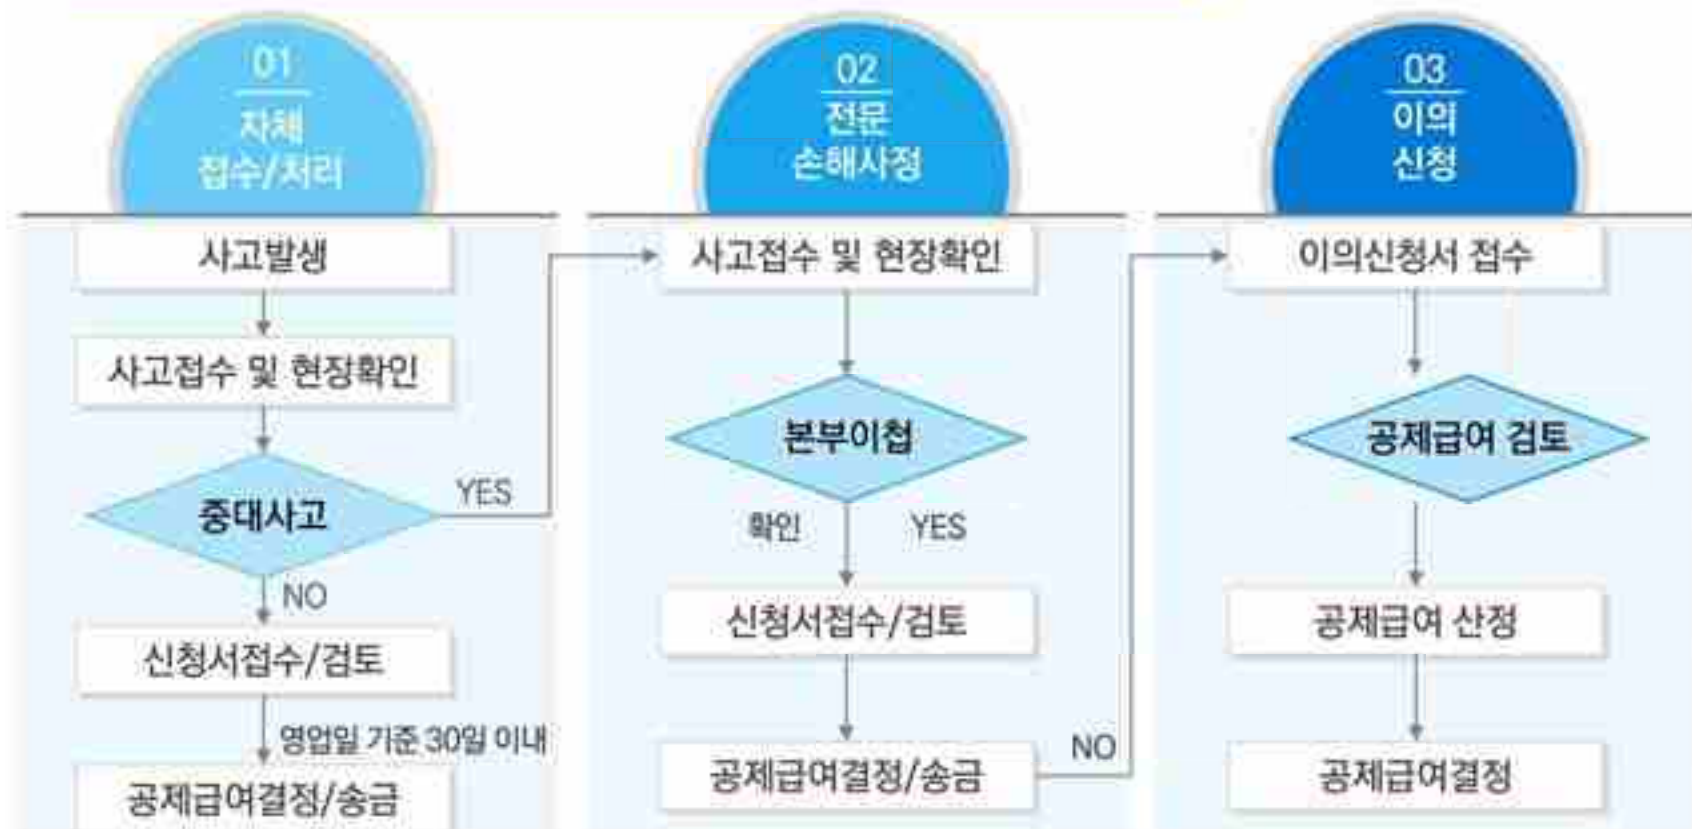 01
자체
접수/처리
사고발생
사고접수 및 현장확인
중대사고
YES
NO
신청서접수/검토
영업일 기준 30일 이내
공제급여결정/송금
02
전문
손해사정
사고접수 및 현장확인
본부이첩
확인 YES
신청서접수/검토
공제급여결정/송금
NO
03
이의
신청
이의신청서 접수
공제급여 검토
공제급여 산정
공제급여결정